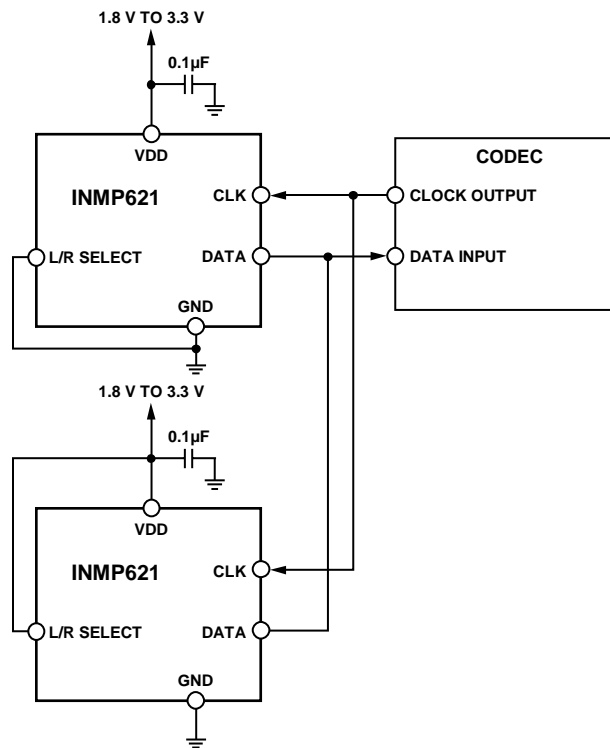 1.8 V TO 3.3 V
0.1µF
VDD
INMP621
CLK
L/R SELECT
DATA
GND
CODEC
CLOCK OUTPUT
DATA INPUT
1.8 V TO 3.3 V
0.1µF
VDD
INMP621
CLK
L/R SELECT
DATA
GND